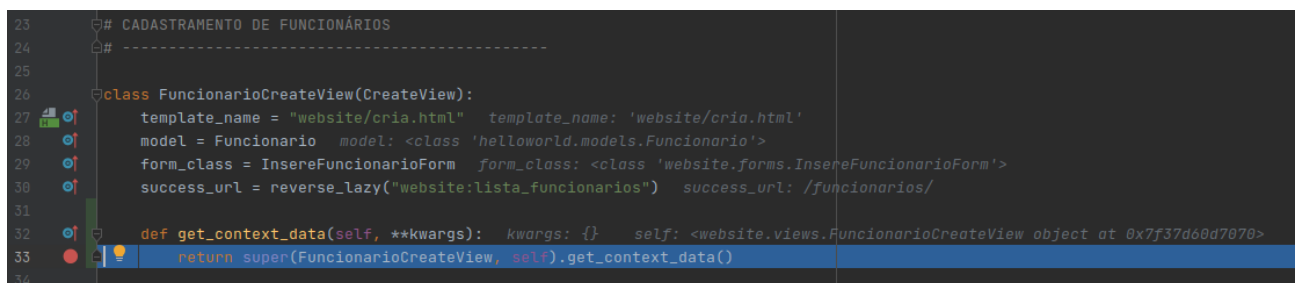 23 # CADASTRAMENTO DE FUNCIONÁRIOS
24 # ----------------------------------------------
25
26 class FuncionarioCreateView(CreateView):
27 template_name = "website/cria.html" template_name: 'website/cria.html'
28 model = Funcionario model: <class 'helloworld.models.Funcionario'>
29 form_class = InsereFuncionarioForm form_class: <class 'website.forms.InsereFuncionarioForm'>
30 success_url = reverse_lazy("website:lista_funcionarios") success_url: /funcionarios/
31
32 def get_context_data(self, **kwargs): kwargs: {} self: <website.views.FuncionarioCreateView object at 0x7f37d60d7070>
33 return super(FuncionarioCreateView, self).get_context_data()
34